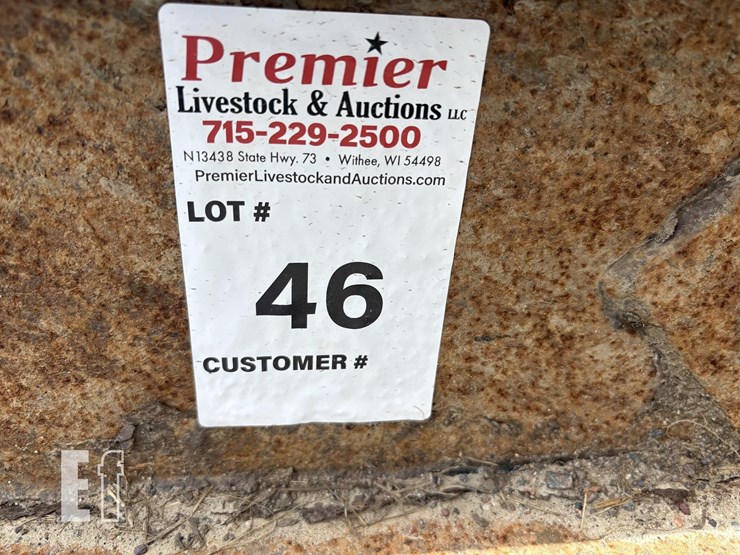 Premier
Livestock & Auctions LLC
715-229-2500
N13438 State Hwy. 73 • Withee, WI 54498
PremierLivestockandAuctions.com
LOT #
46
CUSTOMER #
Ef